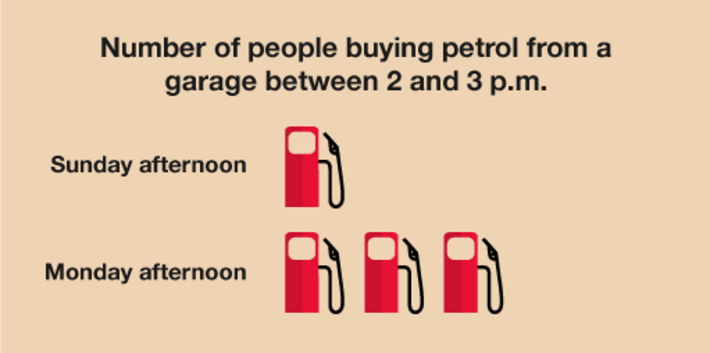 Number of people buying petrol from a
garage between 2 and 3 p.m.
Sunday afternoon
Monday afternoon